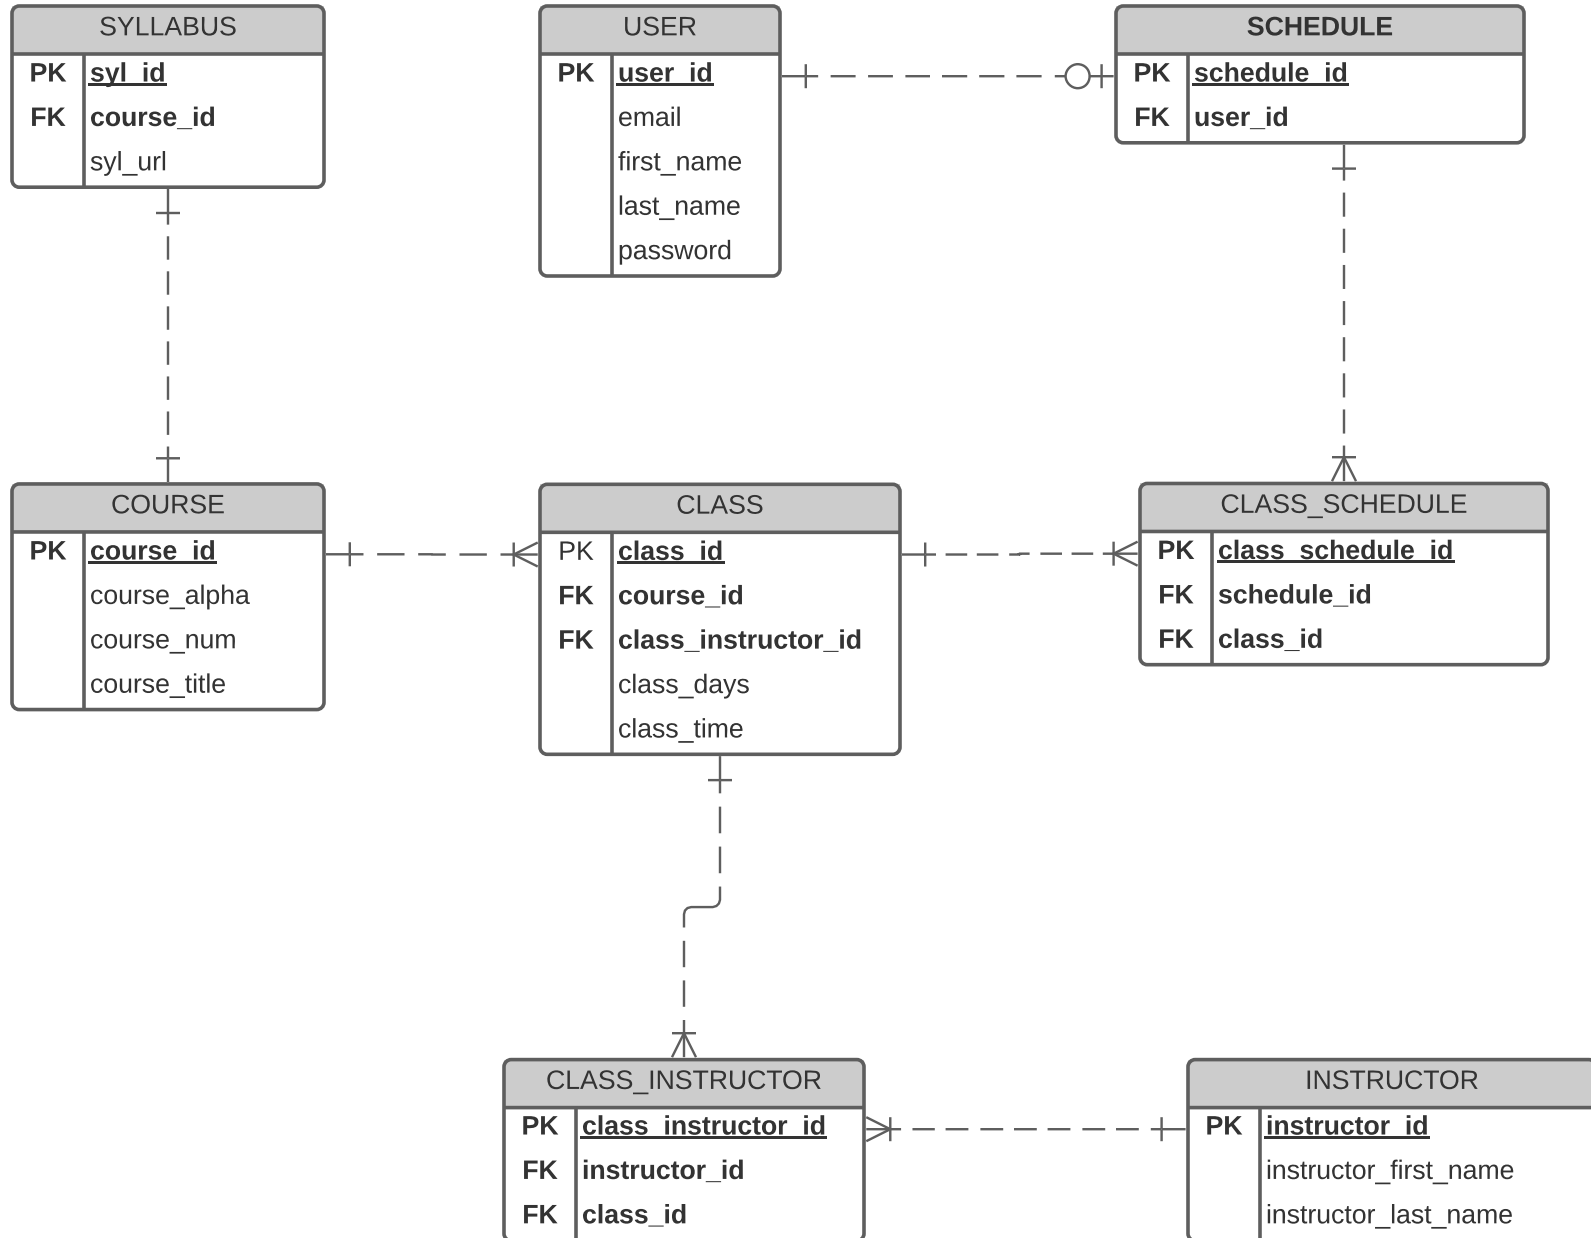 SYLLABUS
PK syl_id
FK course_id
syl_url
USER
PK user_id
email
first_name
last_name
password
SCHEDULE
PK schedule_id
FK user_id
COURSE
PK course_id
course_alpha
course_num
course_title
CLASS
PK class_id
FK course_id
FK class_instructor_id
class_days
class_time
CLASS_SCHEDULE
PK class_schedule_id
FK schedule_id
FK class_id
CLASS_INSTRUCTOR
PK class_instructor_id
FK instructor_id
FK class_id
INSTRUCTOR
PK instructor_id
instructor_first_name
instructor_last_name